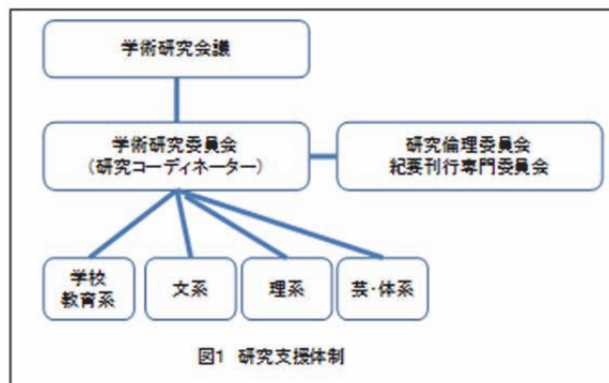 学術研究会議
学術研究委員会
(研究コーディネーター)
研究倫理委員会
紀要刊行専門委員会
学校
教育系
文系
理系
芸・体系
図1 研究支援体制